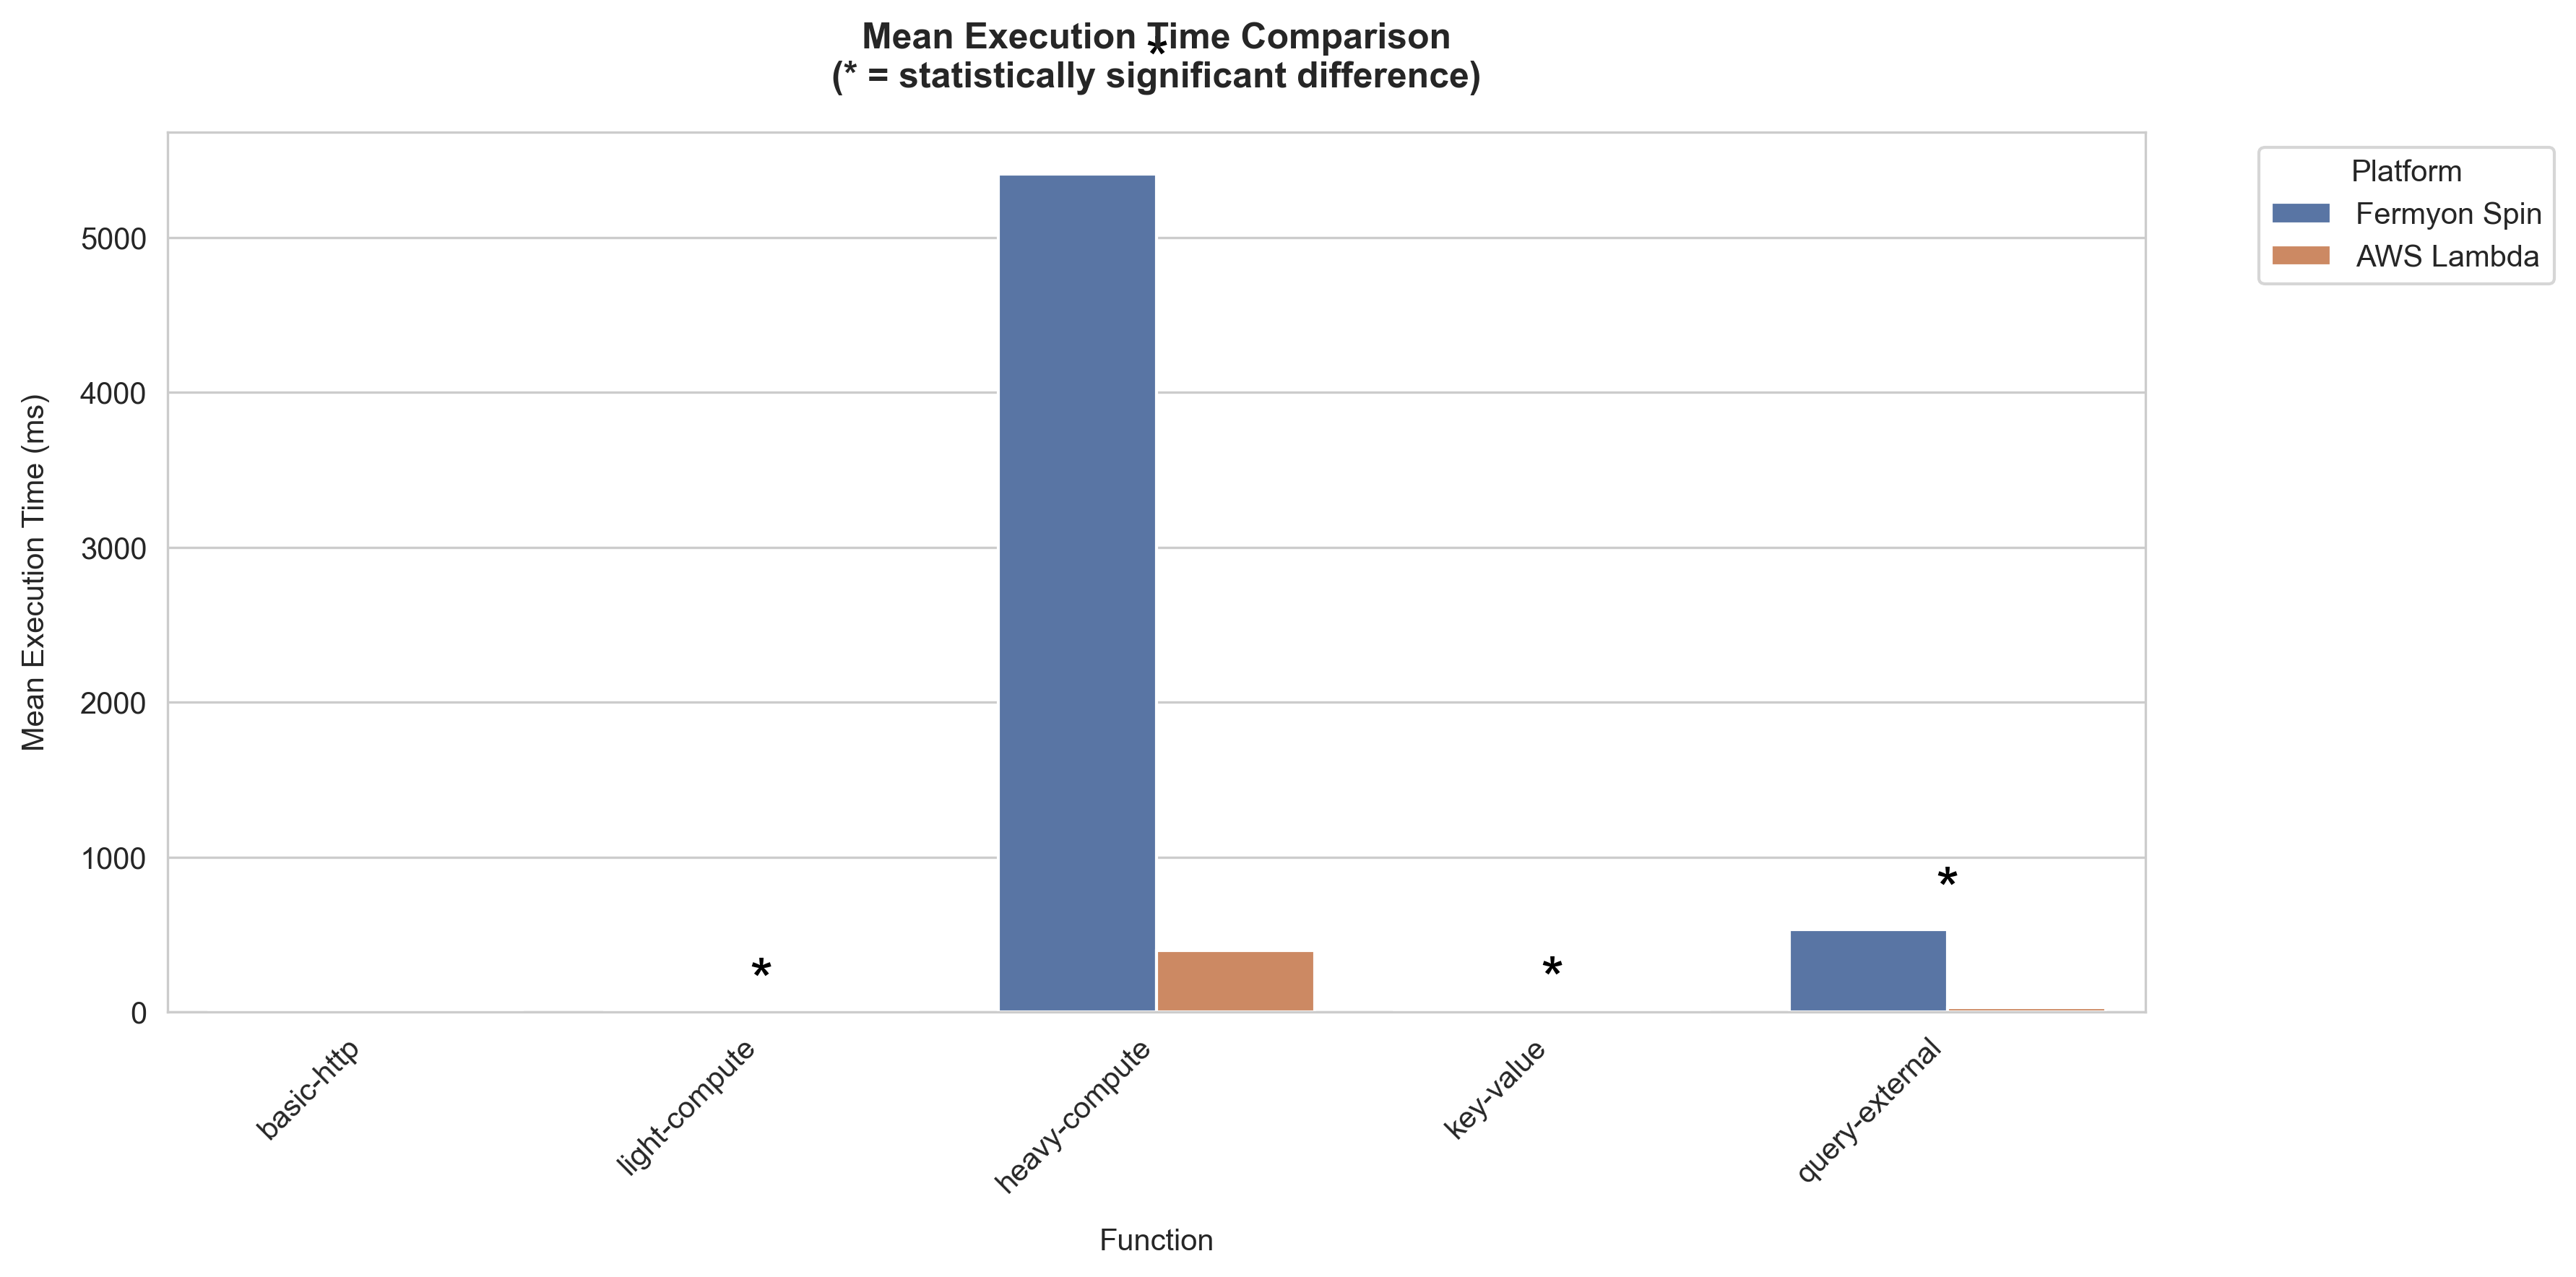 Mean Execution Time Comparison
*
(* = statistically significant difference)
Platform
Fermyon Spin
AWS Lambda
Mean Execution Time (ms)
5000
4000
3000
2000
1000
0
*
*
*
basic-http
light-compute
heavy-compute
key-value
query-external
Function